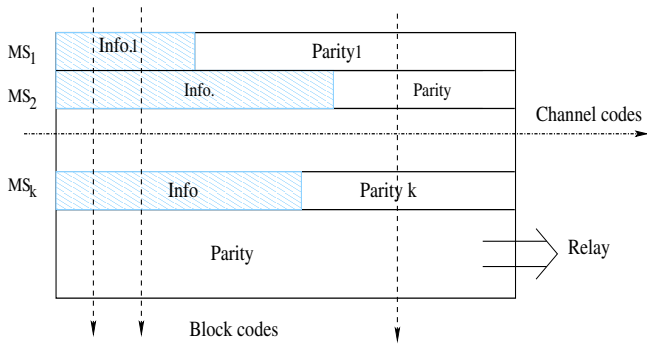 MS1 Info.1 Parity1
MS2 Info. Parity
Channel codes
MSk Info Parity k
Parity Relay
Block codes